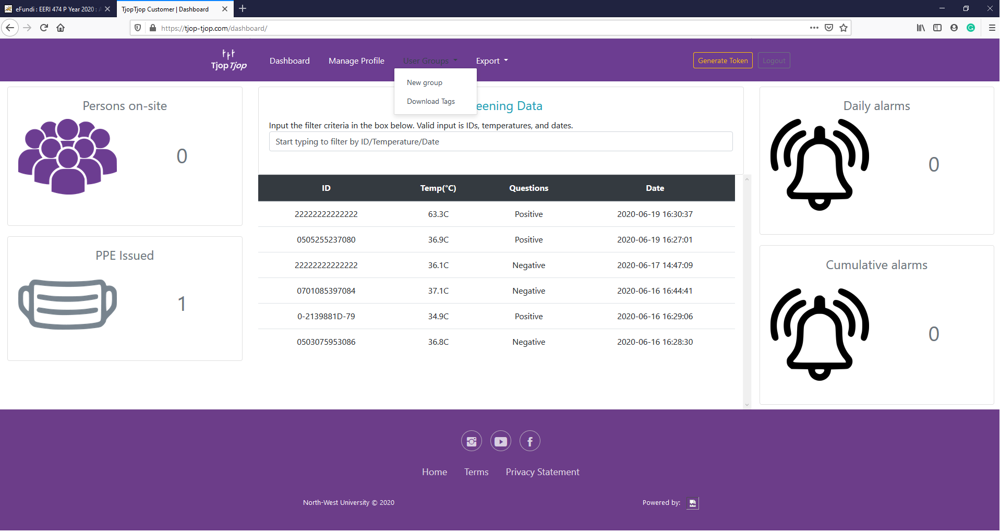 eFundi : EERI 474 P Year 2020 :
TjopTjop Customer | Dashboard
https://tjop-tjop.com/dashboard/
TjopTjop
Dashboard
Manage Profile
User Groups
Export
Generate Token
Logout
New group
Download Tags
Persons on-site
0
PPE Issued
1
eening Data
Input the filter criteria in the box below. Valid input is IDs, temperatures, and dates.
Start typing to filter by ID/Temperature/Date
ID Temp(°C) Questions Date
22222222222222 63.3C Positive 2020-06-19 16:30:37
0505255237080 36.9C Positive 2020-06-19 16:27:01
22222222222222 36.1C Negative 2020-06-17 14:47:09
0701085397084 37.1C Negative 2020-06-16 16:44:41
0-2139881D-79 34.9C Positive 2020-06-16 16:29:06
0503075953086 36.8C Negative 2020-06-16 16:28:30
Daily alarms
0
Cumulative alarms
0
Home Terms Privacy Statement
North-West University © 2020
Powered by: